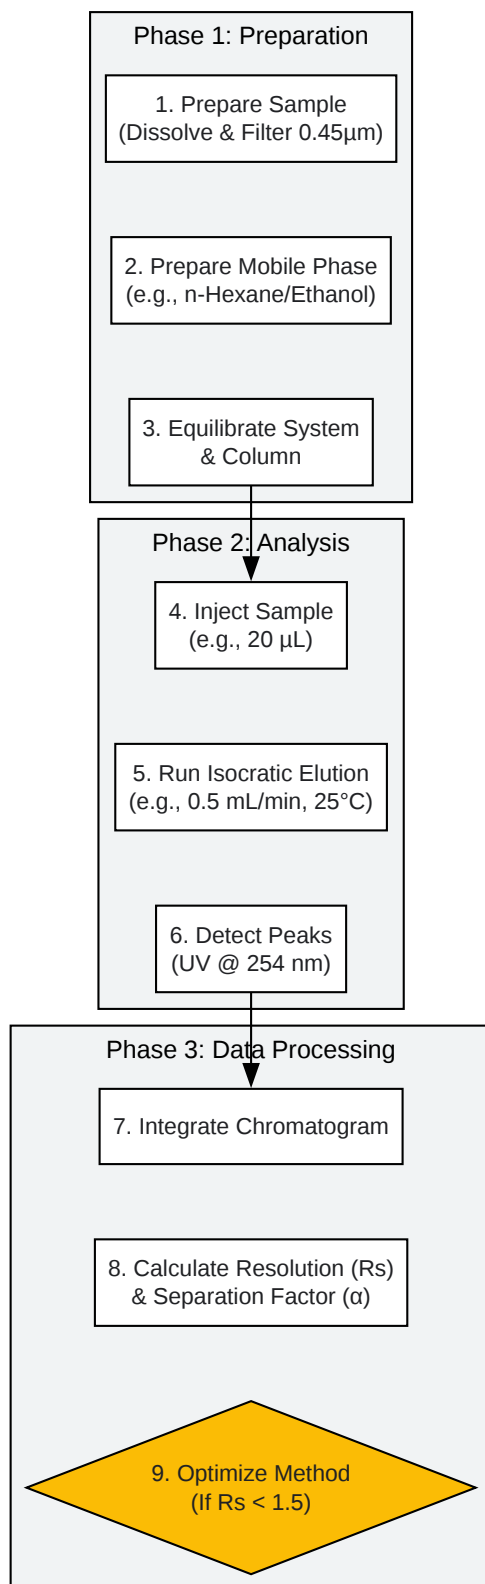 Phase 1: Preparation
1. Prepare Sample
(Dissolve & Filter 0.45µm)
2. Prepare Mobile Phase
(e.g., n-Hexane/Ethanol)
3. Equilibrate System
& Column
Phase 2: Analysis
4. Inject Sample
(e.g., 20 µL)
5. Run Isocratic Elution
(e.g., 0.5 mL/min, 25°C)
6. Detect Peaks
(UV @ 254 nm)
Phase 3: Data Processing
7. Integrate Chromatogram
8. Calculate Resolution (Rs)
& Separation Factor (α)
9. Optimize Method
(If Rs < 1.5)